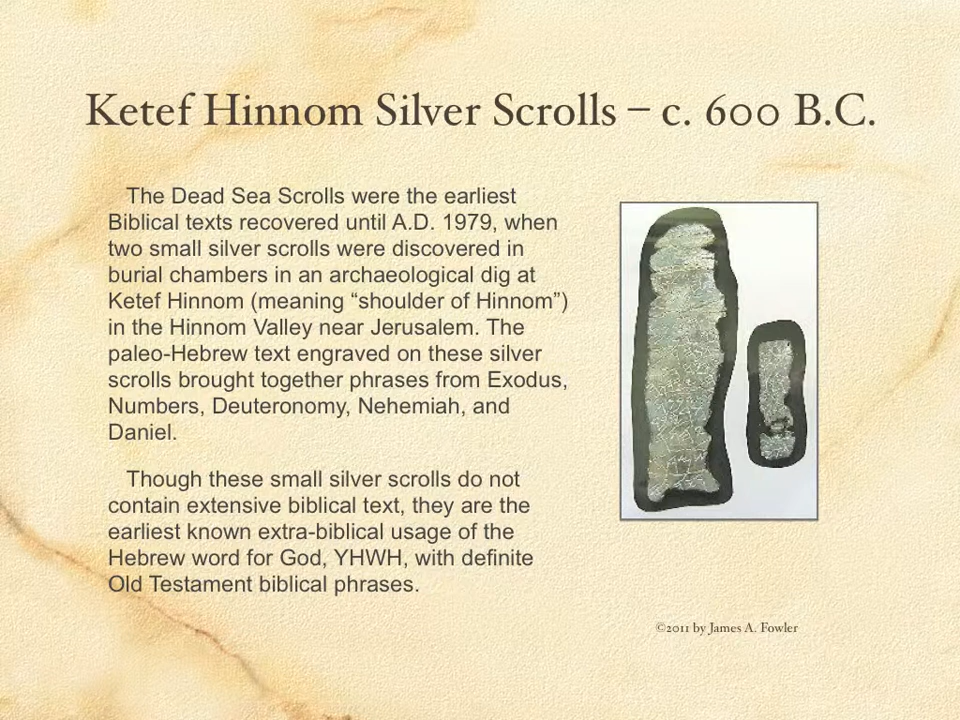 Ketef Hinnom Silver Scrolls – c. 600 B.C.
The Dead Sea Scrolls were the earliest
Biblical texts recovered until A.D. 1979, when
two small silver scrolls were discovered in
burial chambers in an archaeological dig at
Ketef Hinnom (meaning “shoulder of Hinnom”)
in the Hinnom Valley near Jerusalem. The
paleo-Hebrew text engraved on these silver
scrolls brought together phrases from Exodus,
Numbers, Deuteronomy, Nehemiah, and
Daniel.
Though these small silver scrolls do not
contain extensive biblical text, they are the
earliest known extra-biblical usage of the
Hebrew word for God, YHWH, with definite
Old Testament biblical phrases.
©2011 by James A. Fowler